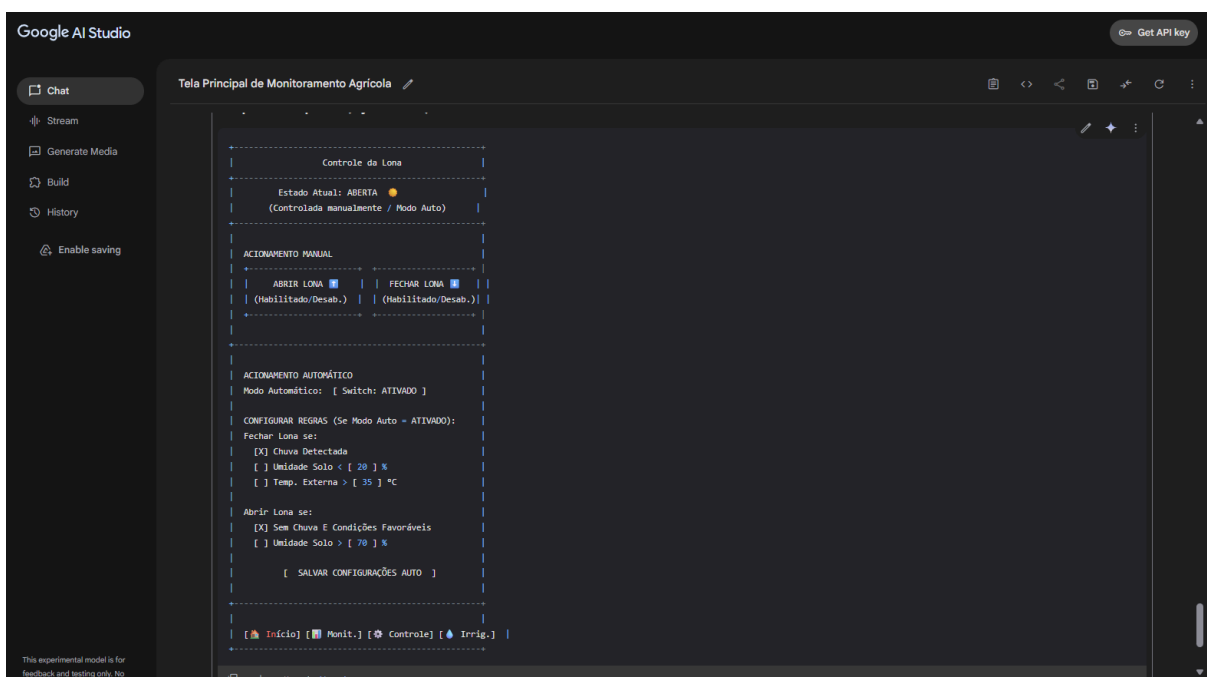 Google AI Studio
Get API key
Chat
Stream
Generate Media
Build
History
Enable saving
This experimental model is for
feedback and testing only. No
Tela Principal de Monitoramento Agrícola
Controle da Lona
Estado Atual: ABERTA
(Controlada manualmente / Modo Auto)
ACIONAMENTO MANUAL
ABRIR LONA | | FECHAR LONA
(Habilitado/Desab.) | | (Habilitado/Desab.)
ACIONAMENTO AUTOMÁTICO
Modo Automático: [ Switch: ATIVADO ]
CONFIGURAR REGRAS (Se Modo Auto = ATIVADO):
Fechar Lona se:
[X] Chuva Detectada
[ ] Umidade Solo < [ 20 ] %
[ ] Temp. Externa > [ 35 ] ºC
Abrir Lona se:
[X] Sem Chuva E Condições Favoráveis
[ ] Umidade Solo > [ 70 ] %
[ SALVAR CONFIGURAÇÕES AUTO ]
[🏠 Início] [📊 Monit.] [⚙️ Controle] [💧 Irrig.]